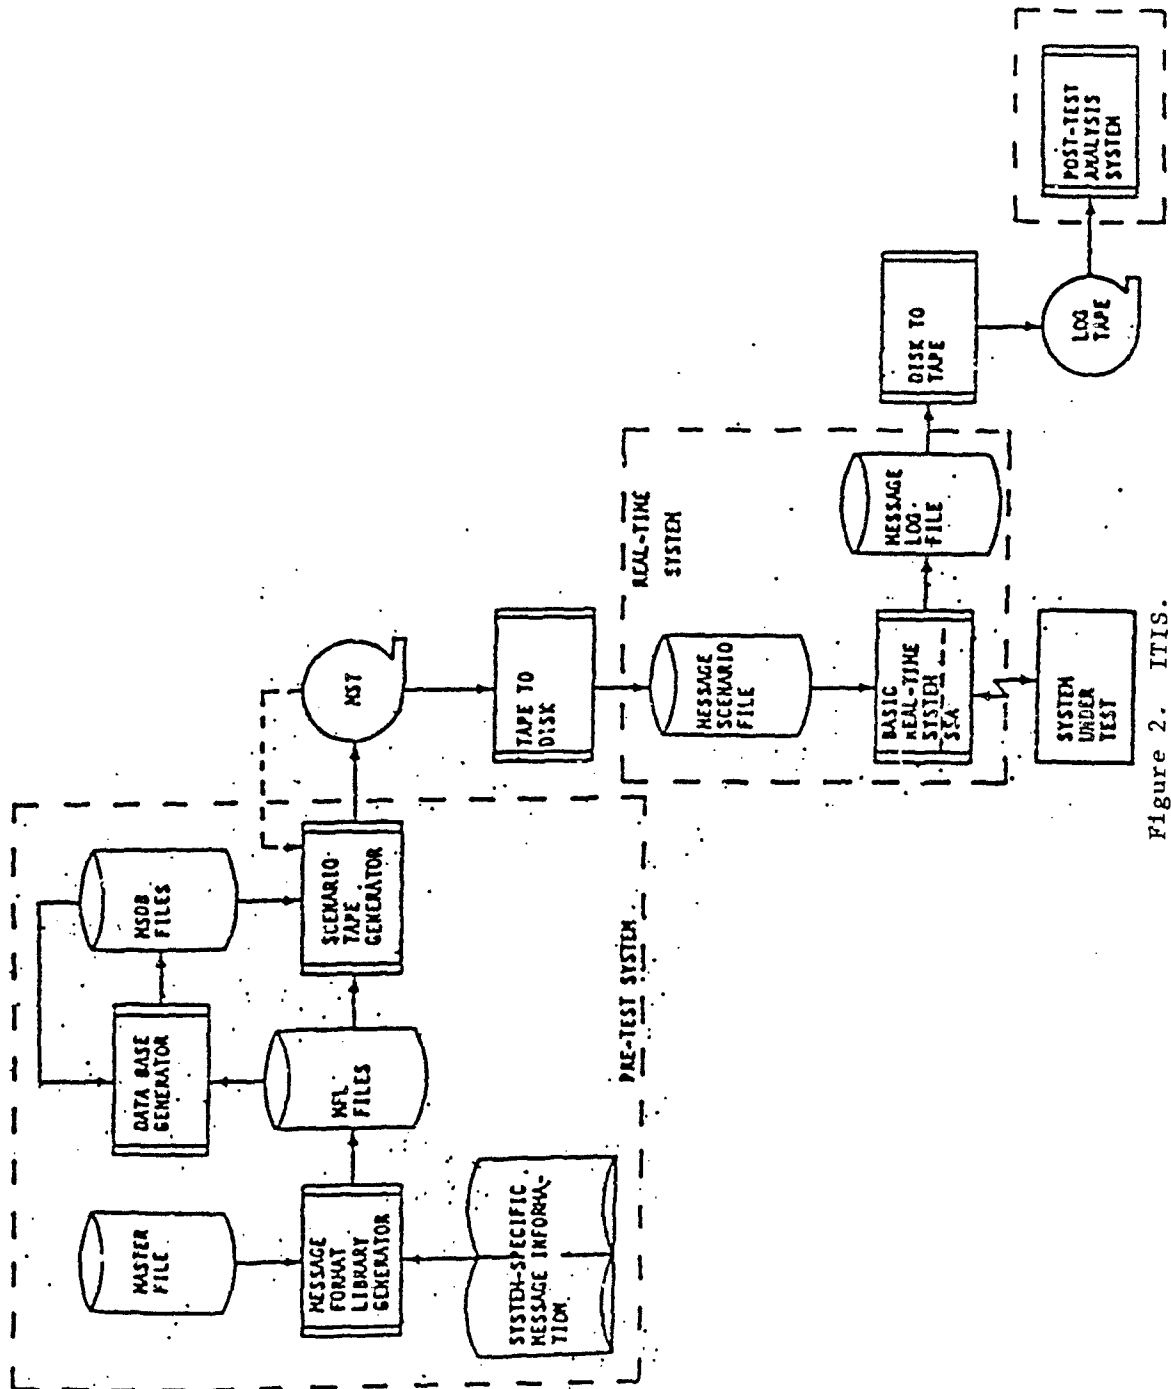 MASTER
FILE
MESSAGE
FORMAT
LIBRARY
GENERATOR
SYSTEM-SPECIFIC
MESSAGE INFORMA-
TION
DATA BASE
GENERATOR
MFL
FILES
MSDB
FILES
SCENARIO
TAPE
GENERATOR
PRE-TEST SYSTEM
MST
TAPE TO
DISK
REAL-TIME
SYSTEM
MESSAGE
SCENARIO
FILE
BASIC
REAL-TIME
SYSTEM
SYSTEM
UNDER
TEST
MESSAGE
LOG
FILE
DISK TO
TAPE
LOG
TAPE
POST-TEST
ANALYSIS
SYSTEM
Figure 2. ITIS.